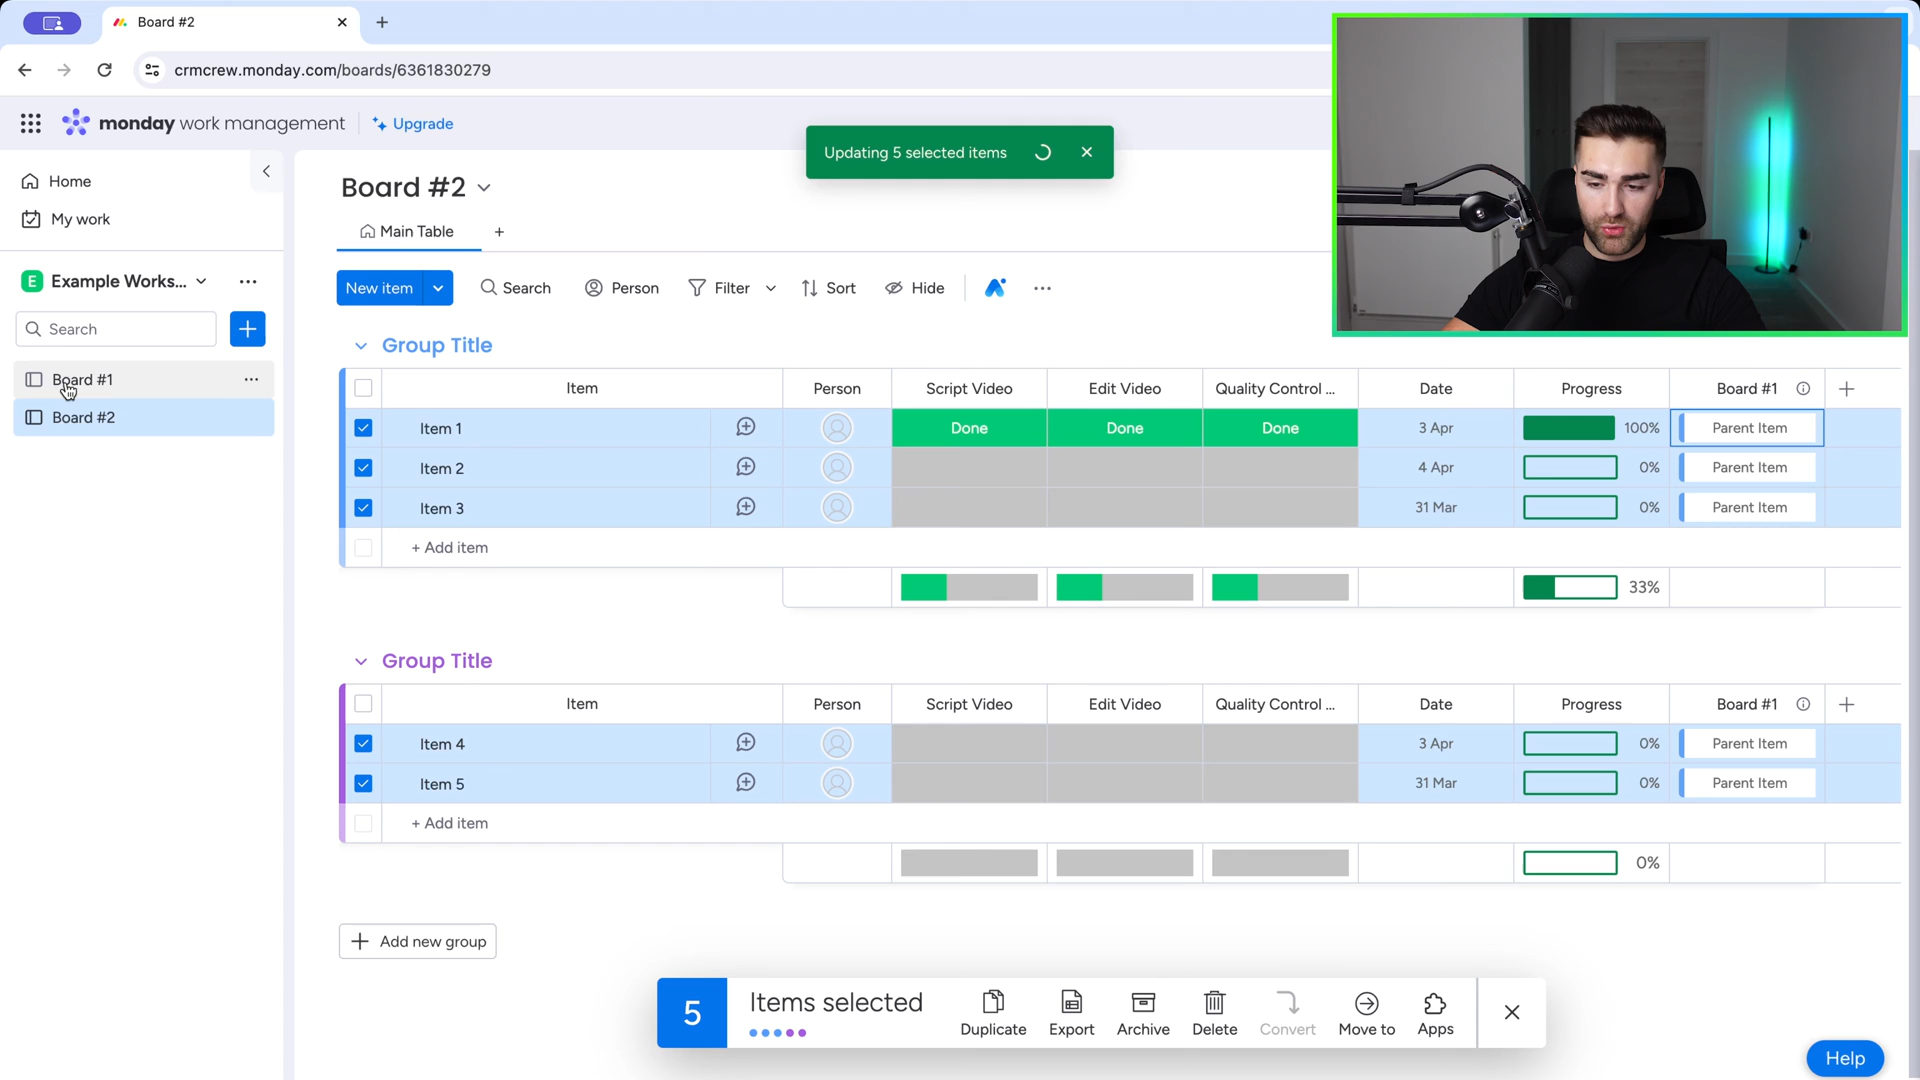 Board #2
crmcrew.monday.com/boards/6361830279
monday work management
Upgrade
Updating 5 selected items
Home
My work
E Example Works...
Search
Board #1
Board #2
Board #2
Main Table
New item
Search
Person
Filter
Sort
Hide
Group Title
Item Person Script Video Edit Video Quality Control ... Date Progress Board #1
Item 1 Done Done Done 3 Apr 100% Parent Item
Item 2 4 Apr 0% Parent Item
Item 3 31 Mar 0% Parent Item
+ Add item
33%
Group Title
Item Person Script Video Edit Video Quality Control ... Date Progress Board #1
Item 4 3 Apr 0% Parent Item
Item 5 31 Mar 0% Parent Item
+ Add item
0%
+ Add new group
5 Items selected
Duplicate Export Archive Delete Convert Move to Apps
Help